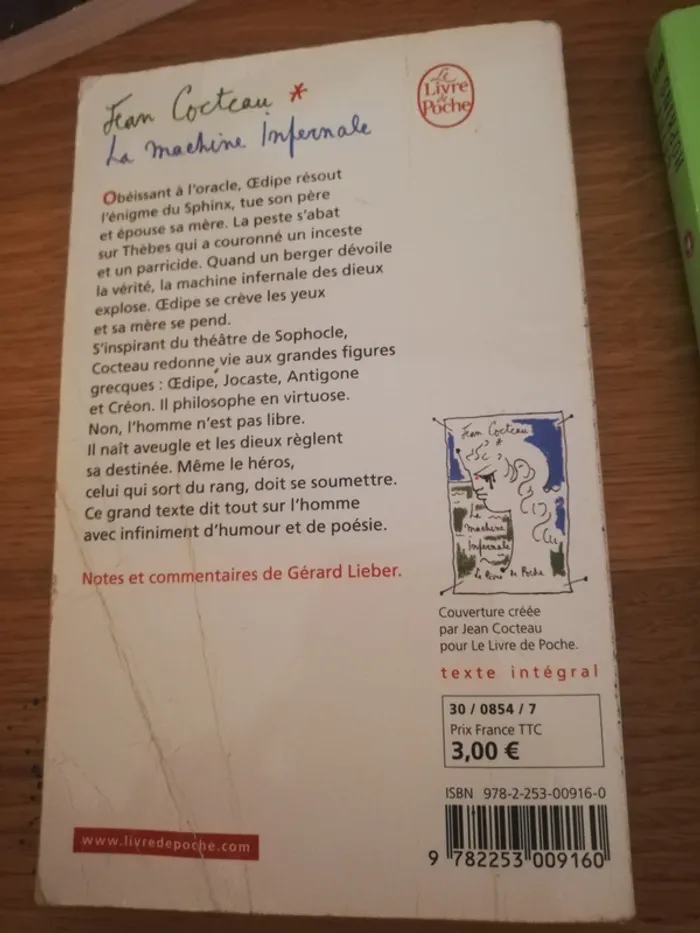 Jean Cocteau *
La Machine Infernale
Le
Livre
de
Poche
Obéissant à l'oracle, Œdipe résout
l'énigme du Sphinx, tue son père
et épouse sa mère. La peste s'abat
sur Thèbes qui a couronné un inceste
et un parricide. Quand un berger dévoile
la vérité, la machine infernale des dieux
explose. Œdipe se crève les yeux
et sa mère se pend.
S'inspirant du théâtre de Sophocle,
Cocteau redonne vie aux grandes figures
grecques : Œdipe, Jocaste, Antigone
et Créon. Il philosophe en virtuose.
Non, l'homme n'est pas libre.
Il naît aveugle et les dieux règlent
sa destinée. Même le héros,
celui qui sort du rang, doit se soumettre.
Ce grand texte dit tout sur l'homme
avec infiniment d'humour et de poésie.
Notes et commentaires de Gérard Lieber.
Jean Cocteau
*
La
Machine
Infernale
Le Livre de Poche
Couverture créée
par Jean Cocteau
pour Le Livre de Poche.
texte intégral
30 / 0854 / 7
Prix France TTC
3,00 €
ISBN 978-2-253-00916-0
9 782253 009160
www.livredepoche.com